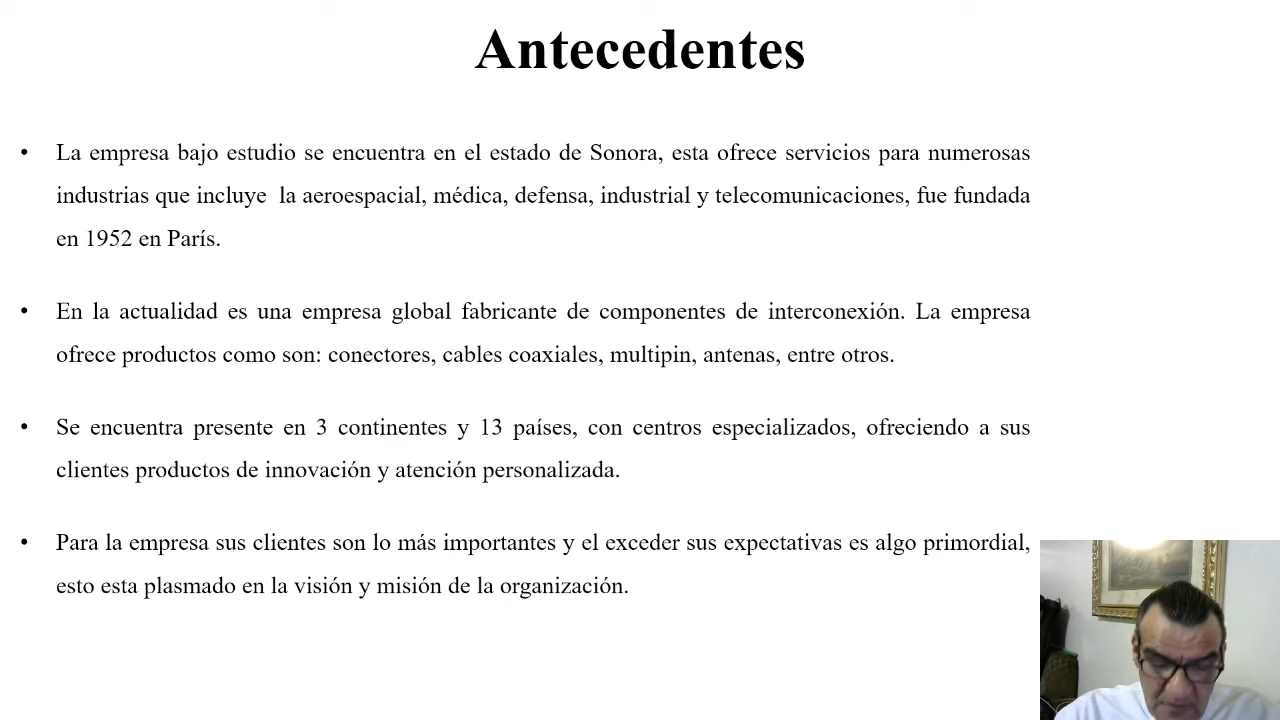 Antecedentes
• La empresa bajo estudio se encuentra en el estado de Sonora, esta ofrece servicios para numerosas
industrias que incluye  la aeroespacial, médica, defensa, industrial y telecomunicaciones, fue fundada
en 1952 en París.
• En la actualidad es una empresa global fabricante de componentes de interconexión. La empresa
ofrece productos como son: conectores, cables coaxiales, multipin, antenas, entre otros.
• Se encuentra presente en 3 continentes y 13 países, con centros especializados, ofreciendo a sus
clientes productos de innovación y atención personalizada.
• Para la empresa sus clientes son lo más importantes y el exceder sus expectativas es algo primordial,
esto esta plasmado en la visión y misión de la organización.